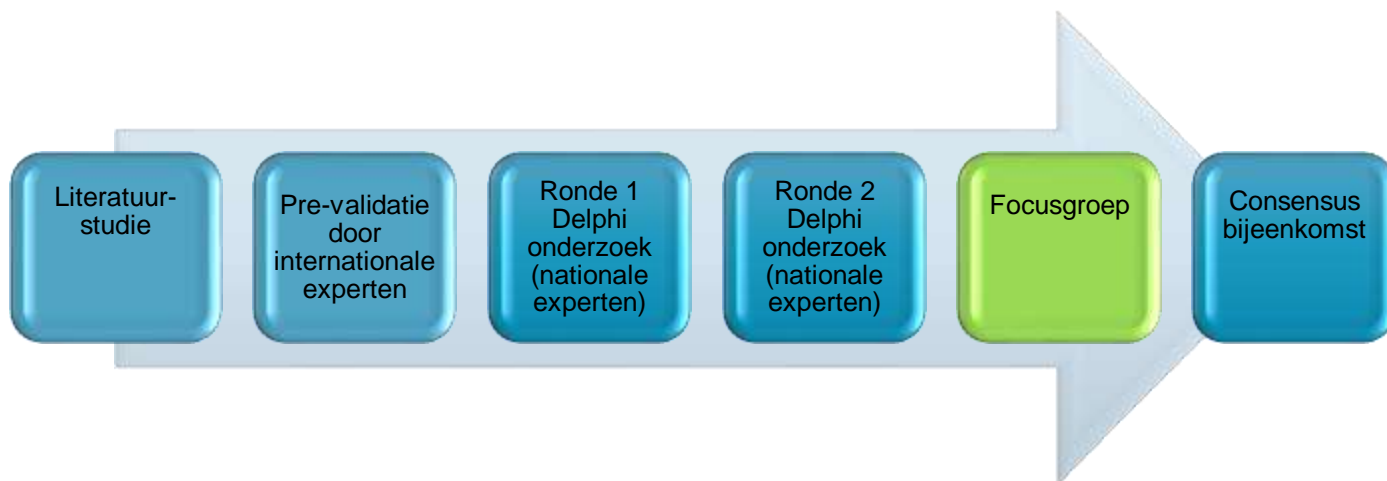 Literatuur-
studie
Pre-validatie
door
internationale
experten
Ronde 1
Delphi
onderzoek
(nationale
experten)
Ronde 2
Delphi
onderzoek
(nationale
experten)
Focusgroep
Consensus
bijeenkomst